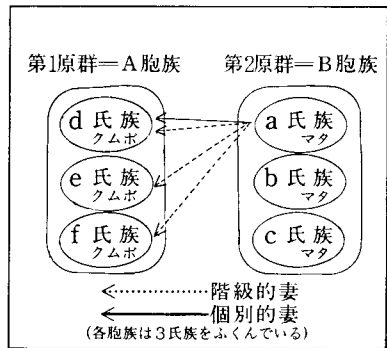 第1原群＝A胞族
第2原群＝B胞族
d 氏族
クムボ
e 氏族
クムボ
f 氏族
クムボ
a 氏族
マタ
b 氏族
マタ
c 氏族
マタ
階級的妻
個別的妻
(各胞族は3氏族をふくんでいる)